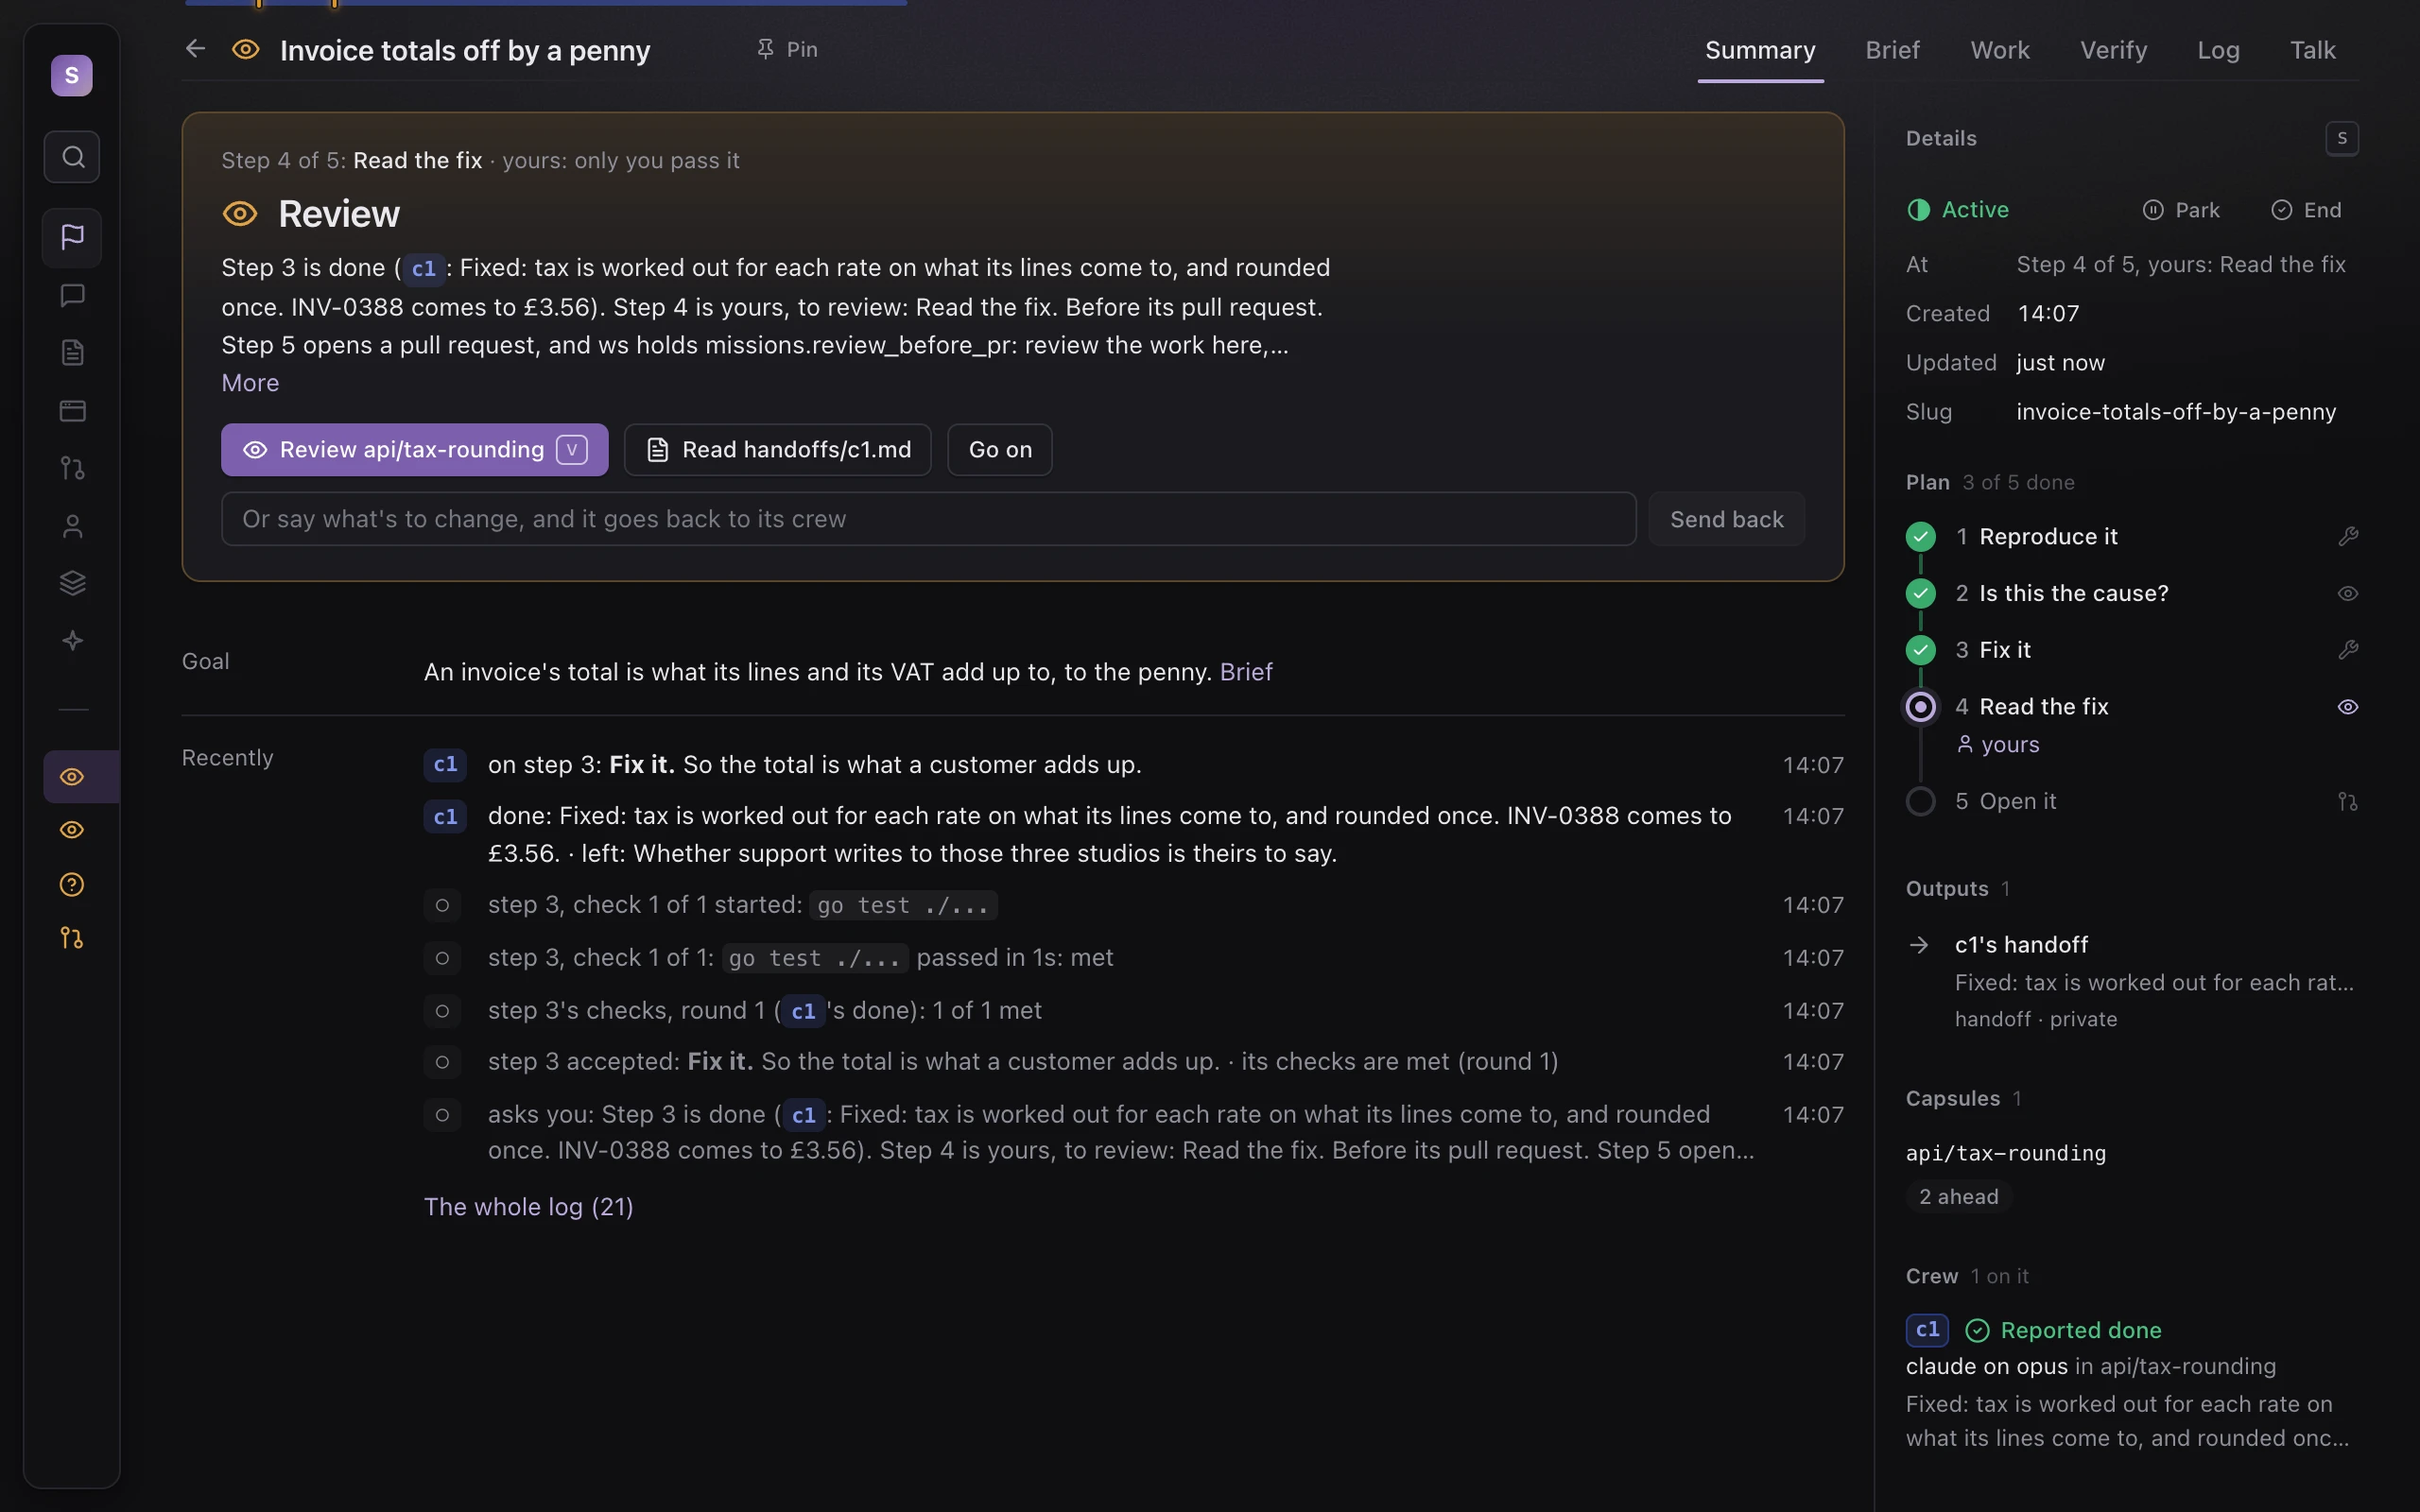 S
Invoice totals off by a penny
Pin
Summary
Brief
Work
Verify
Log
Talk
Step 4 of 5: Read the fix · yours: only you pass it
Review
Step 3 is done ( c1 : Fixed: tax is worked out for each rate on what its lines come to, and rounded
once. INV-0388 comes to £3.56). Step 4 is yours, to review: Read the fix. Before its pull request.
Step 5 opens a pull request, and ws holds missions.review_before_pr: review the work here,...
More
Review api/tax-rounding V
Read handoffs/c1.md
Go on
Or say what's to change, and it goes back to its crew
Send back
Goal
An invoice's total is what its lines and its VAT add up to, to the penny. Brief
Recently
c1 on step 3: Fix it. So the total is what a customer adds up. 14:07
c1 done: Fixed: tax is worked out for each rate on what its lines come to, and rounded once. INV-0388 comes to 14:07
£3.56. · left: Whether support writes to those three studios is theirs to say.
step 3, check 1 of 1 started: go test ./... 14:07
step 3, check 1 of 1: go test ./... passed in 1s: met 14:07
step 3's checks, round 1 ( c1 's done): 1 of 1 met 14:07
step 3 accepted: Fix it. So the total is what a customer adds up. · its checks are met (round 1) 14:07
asks you: Step 3 is done ( c1 : Fixed: tax is worked out for each rate on what its lines come to, and rounded 14:07
once. INV-0388 comes to £3.56). Step 4 is yours, to review: Read the fix. Before its pull request. Step 5 open...
The whole log (21)
Details S
Active
Park
End
At Step 4 of 5, yours: Read the fix
Created 14:07
Updated just now
Slug invoice-totals-off-by-a-penny
Plan 3 of 5 done
1 Reproduce it
2 Is this the cause?
3 Fix it
4 Read the fix
yours
5 Open it
Outputs 1
c1's handoff
Fixed: tax is worked out for each rat...
handoff · private
Capsules 1
api/tax-rounding
2 ahead
Crew 1 on it
c1 Reported done
claude on opus in api/tax-rounding
Fixed: tax is worked out for each rate on
what its lines come to, and rounded onc...